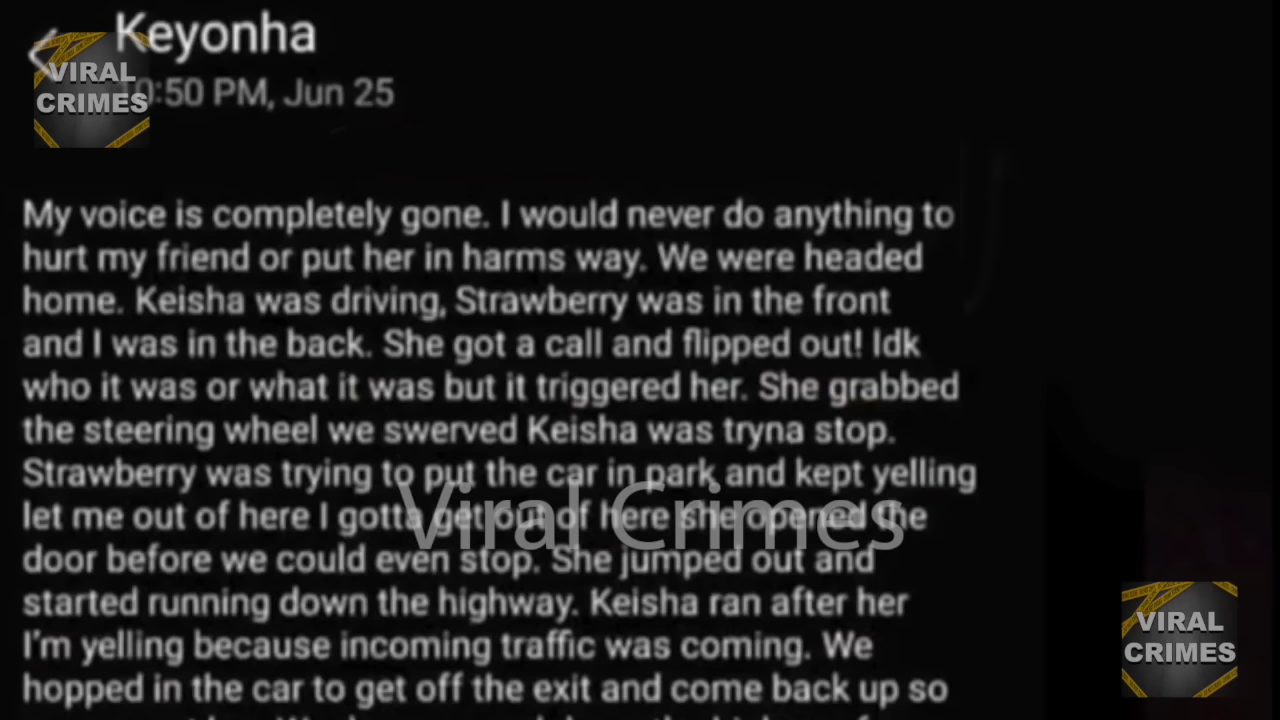 Keyonha
10:50 PM, Jun 25
VIRAL
CRIMES
My voice is completely gone. I would never do anything to
hurt my friend or put her in harms way. We were headed
home. Keisha was driving, Strawberry was in the front
and I was in the back. She got a call and flipped out! Idk
who it was or what it was but it triggered her. She grabbed
the steering wheel we swerved Keisha was tryna stop.
Strawberry was trying to put the car in park and kept yelling
let me out of here I gotta get out of here she opened the
Viral Crimes
door before we could even stop. She jumped out and
started running down the highway. Keisha ran after her
I'm yelling because incoming traffic was coming. We
hopped in the car to get off the exit and come back up so
VIRAL
CRIMES